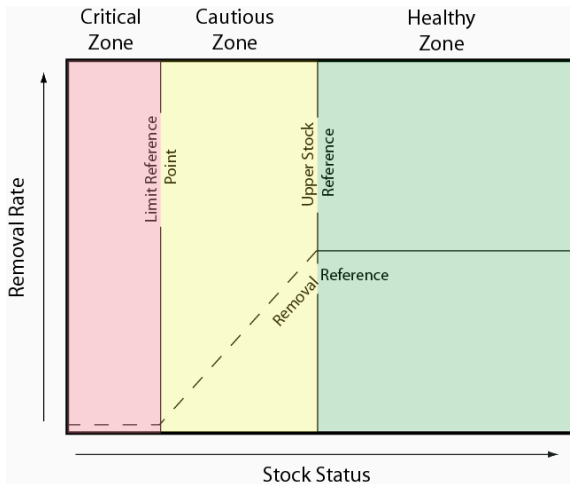 Critical
Zone
Cautious
Zone
Healthy
Zone
Removal Rate
Limit Reference
Point
Upper Stock
Reference
Removal Reference
Stock Status